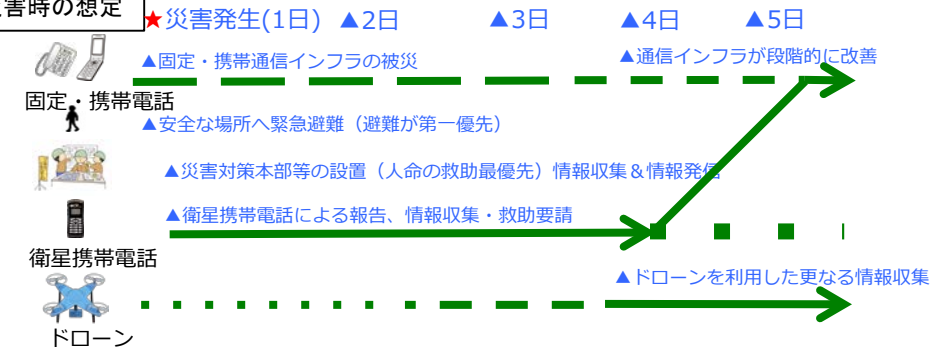 害時の想定
★災害発生(1日) ▲2日 ▲3日 ▲4日 ▲5日
▲固定・携帯通信インフラの被災 ▲通信インフラが段階的に改善
固定・携帯電話
▲安全な場所へ緊急避難（避難が第一優先）
▲災害対策本部等の設置（人命の救助最優先）情報収集＆情報発信
▲衛星携帯電話による報告、情報収集・救助要請
衛星携帯電話
▲ドローンを利用した更なる情報収集
ドローン